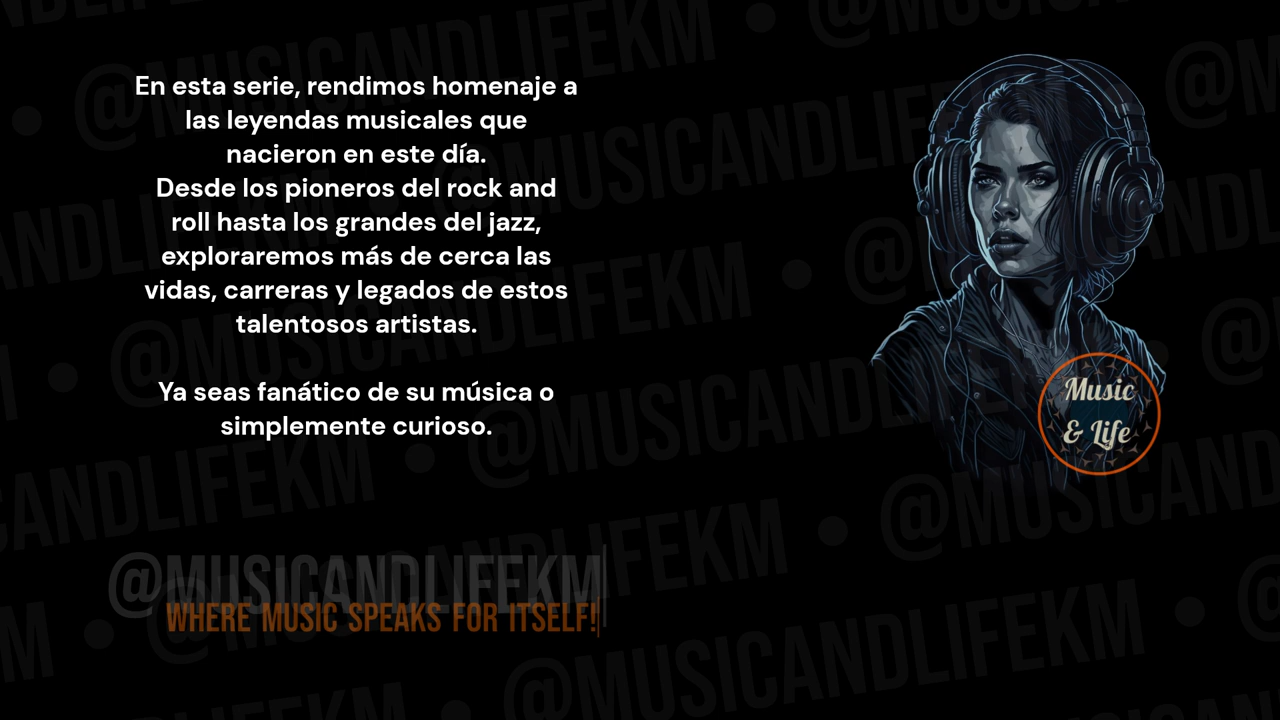 En esta serie, rendimos homenaje a
las leyendas musicales que
nacieron en este día.
Desde los pioneros del rock and
roll hasta los grandes del jazz,
exploraremos más de cerca las
vidas, carreras y legados de estos
talentosos artistas.
Ya seas fanático de su música o
simplemente curioso.
Music
& Life
@MUSICANDLIFEKM
WHERE MUSIC SPEAKS FOR ITSELF!